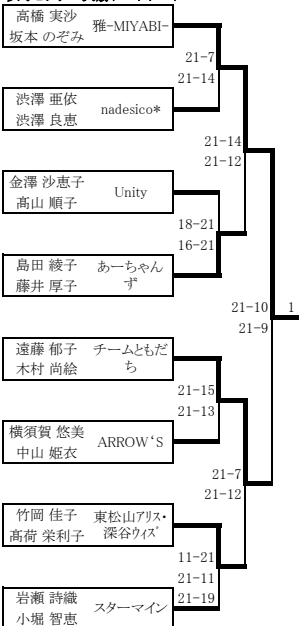 高橋 実沙
坂本 のぞみ
雅-MIYABI-
21-7
21-14
渋澤 亜依
渋澤 良恵
nadesico*
21-14
21-12
金澤 沙恵子
髙山 順子
Unity
18-21
16-21
島田 綾子
藤井 厚子
あーちゃん
ず
21-10
21-9
1
遠藤 郁子
木村 尚絵
チームともだ
ち
21-15
21-13
横須賀 悠美
中山 姫衣
ARROW‘S
21-7
21-12
竹岡 佳子
髙荷 栄利子
東松山アリス・
深谷ウィズ
11-21
21-11
21-19
岩瀬 詩織
小堀 智恵
スターマイン